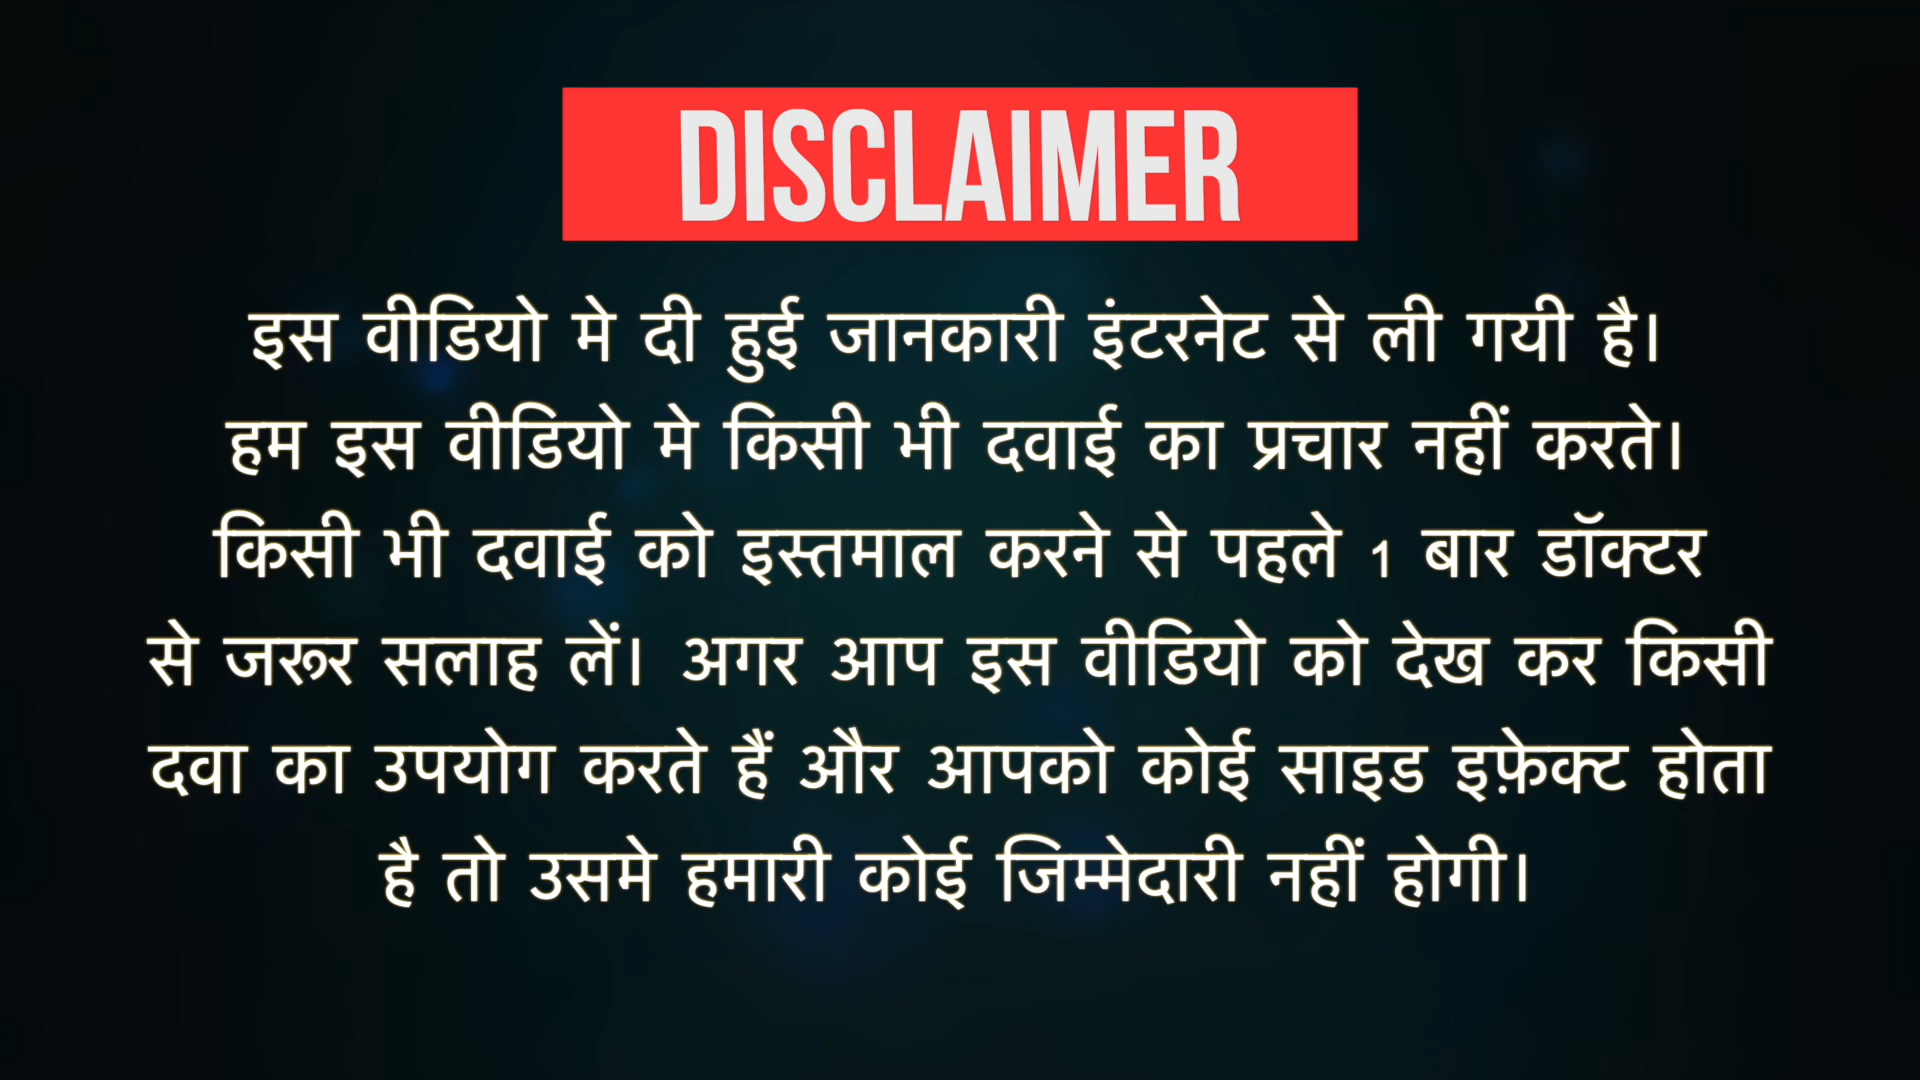 DISCLAIMER
इस वीडियो मे दी हुई जानकारी इंटरनेट से ली गयी है।
हम इस वीडियो मे किसी भी दवाई का प्रचार नहीं करते।
किसी भी दवाई को इस्तमाल करने से पहले 1 बार डॉक्टर
से जरूर सलाह लें। अगर आप इस वीडियो को देख कर किसी
दवा का उपयोग करते हैं और आपको कोई साइड इफ़ेक्ट होता
है तो उसमे हमारी कोई जिम्मेदारी नहीं होगी।